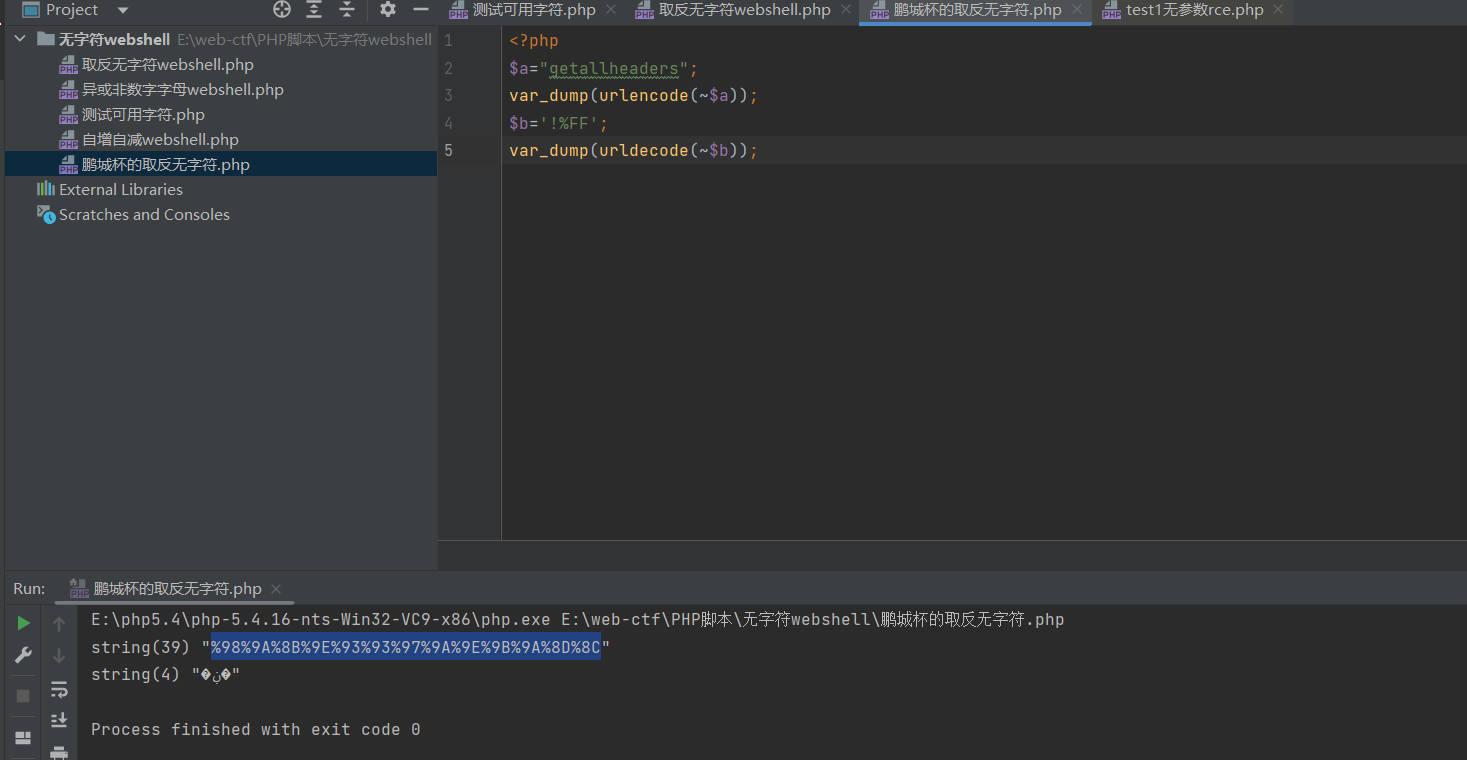 Project
测试可用字符.php
取反无字符webshell.php
鹏城杯的取反无字符.php
test1无参数rce.php
无字符webshell E:\web-ctf\PHP脚本\无字符webshell
取反无字符webshell.php
异或非数字字母webshell.php
测试可用字符.php
自增自减webshell.php
鹏城杯的取反无字符.php
External Libraries
Scratches and Consoles
1 <?php
2 $a="getallheaders";
3 var_dump(urlencode(~$a));
4 $b='!%FF';
5 var_dump(urldecode(~$b));
Run: 鹏城杯的取反无字符.php
E:\php5.4\php-5.4.16-nts-Win32-VC9-x86\php.exe E:\web-ctf\PHP脚本\无字符webshell\鹏城杯的取反无字符.php
string(39) "%98%9A%8B%9E%93%93%97%9A%9E%9B%9A%8D%8C"
string(4) "�ڹ�"
Process finished with exit code 0